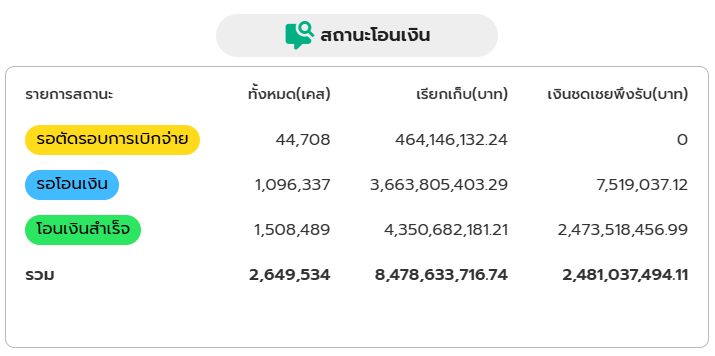 สถานะโอนเงิน
รายการสถานะ ทั้งหมด(เคส) เรียกเก็บ(บาท) เงินชดเชยพึงรับ(บาท)
รอตัดรอบการเบิกจ่าย 44,708 464,146,132.24 0
รอโอนเงิน 1,096,337 3,663,805,403.29 7,519,037.12
โอนเงินสำเร็จ 1,508,489 4,350,682,181.21 2,473,518,456.99
รวม 2,649,534 8,478,633,716.74 2,481,037,494.11